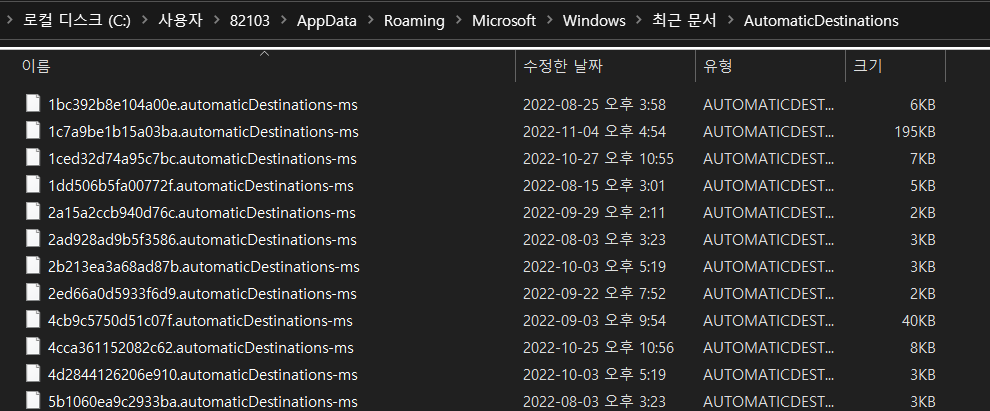 로컬 디스크 (C:) > 사용자 > 82103 > AppData > Roaming > Microsoft > Windows > 최근 문서 > AutomaticDestinations
이름 수정한 날짜 유형 크기
1bc392b8e104a00e.automaticDestinations-ms 2022-08-25 오후 3:58 AUTOMATICDEST... 6KB
1c7a9be1b15a03ba.automaticDestinations-ms 2022-11-04 오후 4:54 AUTOMATICDEST... 195KB
1ced32d74a95c7bc.automaticDestinations-ms 2022-10-27 오후 10:55 AUTOMATICDEST... 7KB
1dd506b5fa00772f.automaticDestinations-ms 2022-08-15 오후 3:01 AUTOMATICDEST... 5KB
2a15a2ccb940d76c.automaticDestinations-ms 2022-09-29 오후 2:11 AUTOMATICDEST... 2KB
2ad928ad9b5f3586.automaticDestinations-ms 2022-08-03 오후 3:23 AUTOMATICDEST... 3KB
2b213ea3a68ad87b.automaticDestinations-ms 2022-10-03 오후 5:19 AUTOMATICDEST... 3KB
2ed66a0d5933f6d9.automaticDestinations-ms 2022-09-22 오후 7:52 AUTOMATICDEST... 2KB
4cb9c5750d51c07f.automaticDestinations-ms 2022-09-03 오후 9:54 AUTOMATICDEST... 40KB
4cca361152082c62.automaticDestinations-ms 2022-10-25 오후 10:56 AUTOMATICDEST... 8KB
4d2844126206e910.automaticDestinations-ms 2022-10-03 오후 5:19 AUTOMATICDEST... 3KB
5b1060ea9c2933ba.automaticDestinations-ms 2022-08-03 오후 3:23 AUTOMATICDEST... 3KB